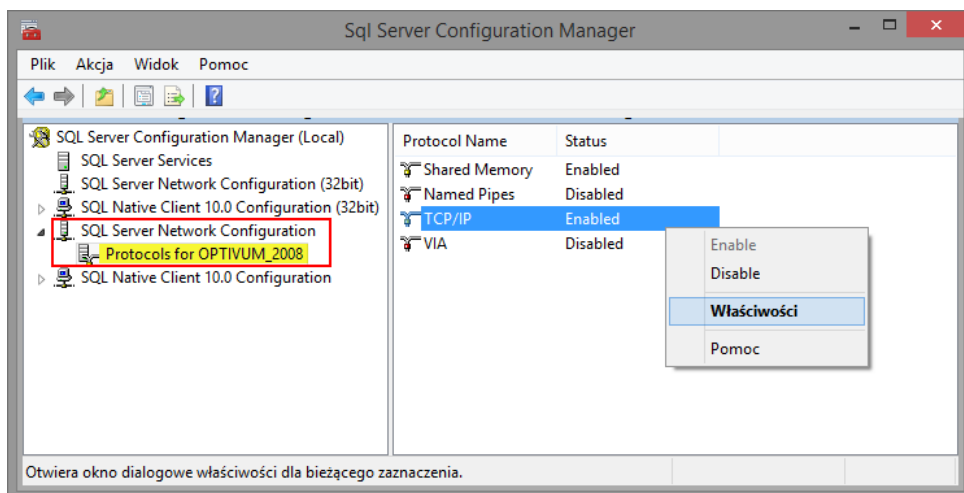 Sql Server Configuration Manager
Plik Akcja Widok Pomoc
SQL Server Configuration Manager (Local)
SQL Server Services
SQL Server Network Configuration (32bit)
SQL Native Client 10.0 Configuration (32bit)
SQL Server Network Configuration
Protocols for OPTIVUM_2008
SQL Native Client 10.0 Configuration
Protocol Name Status
Shared Memory Enabled
Named Pipes Disabled
TCP/IP Enabled
VIA Disabled
Enable
Disable
Właściwości
Pomoc
Otwiera okno dialogowe właściwości dla bieżącego zaznaczenia.